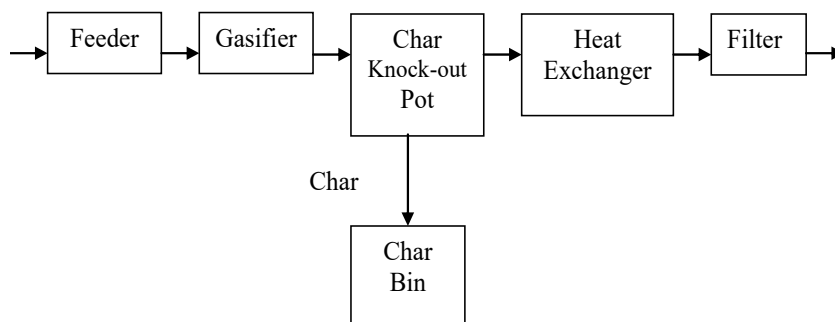 Feeder
Gasifier
Char
Knock-out
Pot
Heat
Exchanger
Filter
Char
Char
Bin